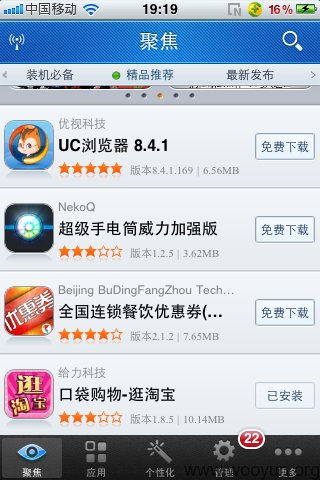 中国移动 19:19 16%
聚焦
装机必备 精品推荐 最新发布
优视科技
UC浏览器 8.4.1
免费下载
版本8.4.1.169 | 6.56MB
NekoQ
超级手电筒威力加强版
免费下载
版本1.2.5 | 3.62MB
Beijing BuDingFangZhou Tech...
优惠券
全国连锁餐饮优惠券(...
免费下载
版本2.1.2 | 7.65MB
给力科技
逛淘宝
口袋购物-逛淘宝
已安装
版本1.8.5 | 10.14MB
22
聚焦 应用 个性化 管理 更多